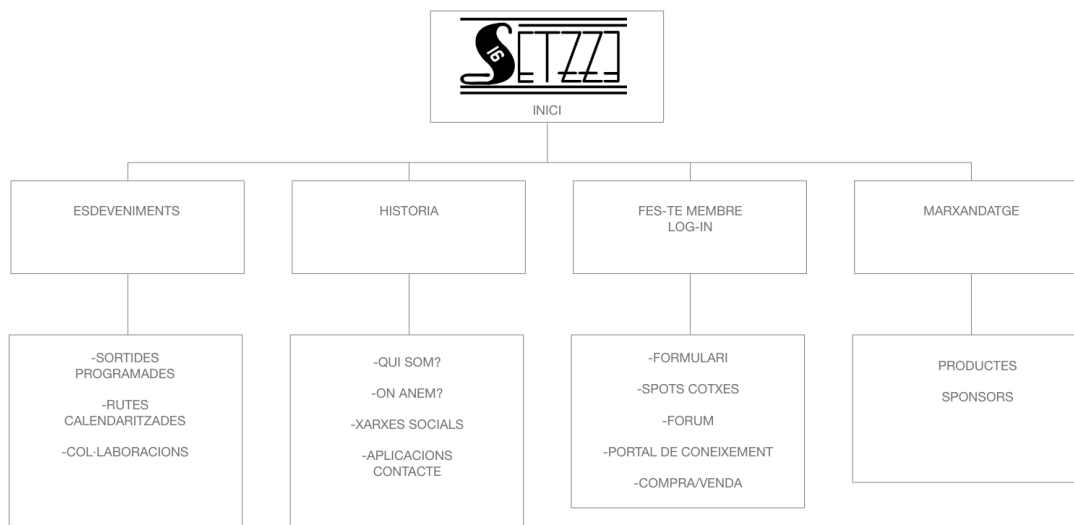 SETZZE
16
INICI
ESDEVENIMENTS
HISTORIA
FES-TE MEMBRE
LOG-IN
MARXANDATGE
-SORTIDES
PROGRAMADES
-RUTES
CALENDARITZADES
-COL·LABORACIONS
-QUI SOM?
-ON ANEM?
-XARXES SOCIALS
-APLICACIONS
CONTACTE
-FORMULARI
-SPOTS COTXES
-FORUM
-PORTAL DE CONEIXEMENT
-COMPRA/VENDA
PRODUCTES
SPONSORS